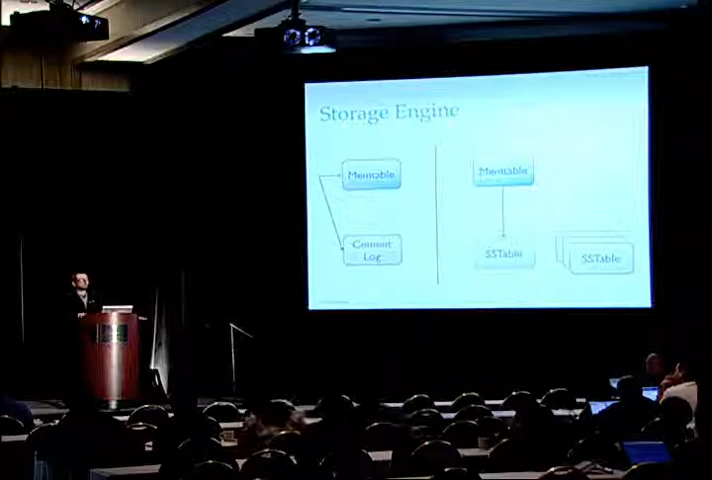 Storage Engine
Memtable
Memtable
Commit
Log
SSTable
SSTable